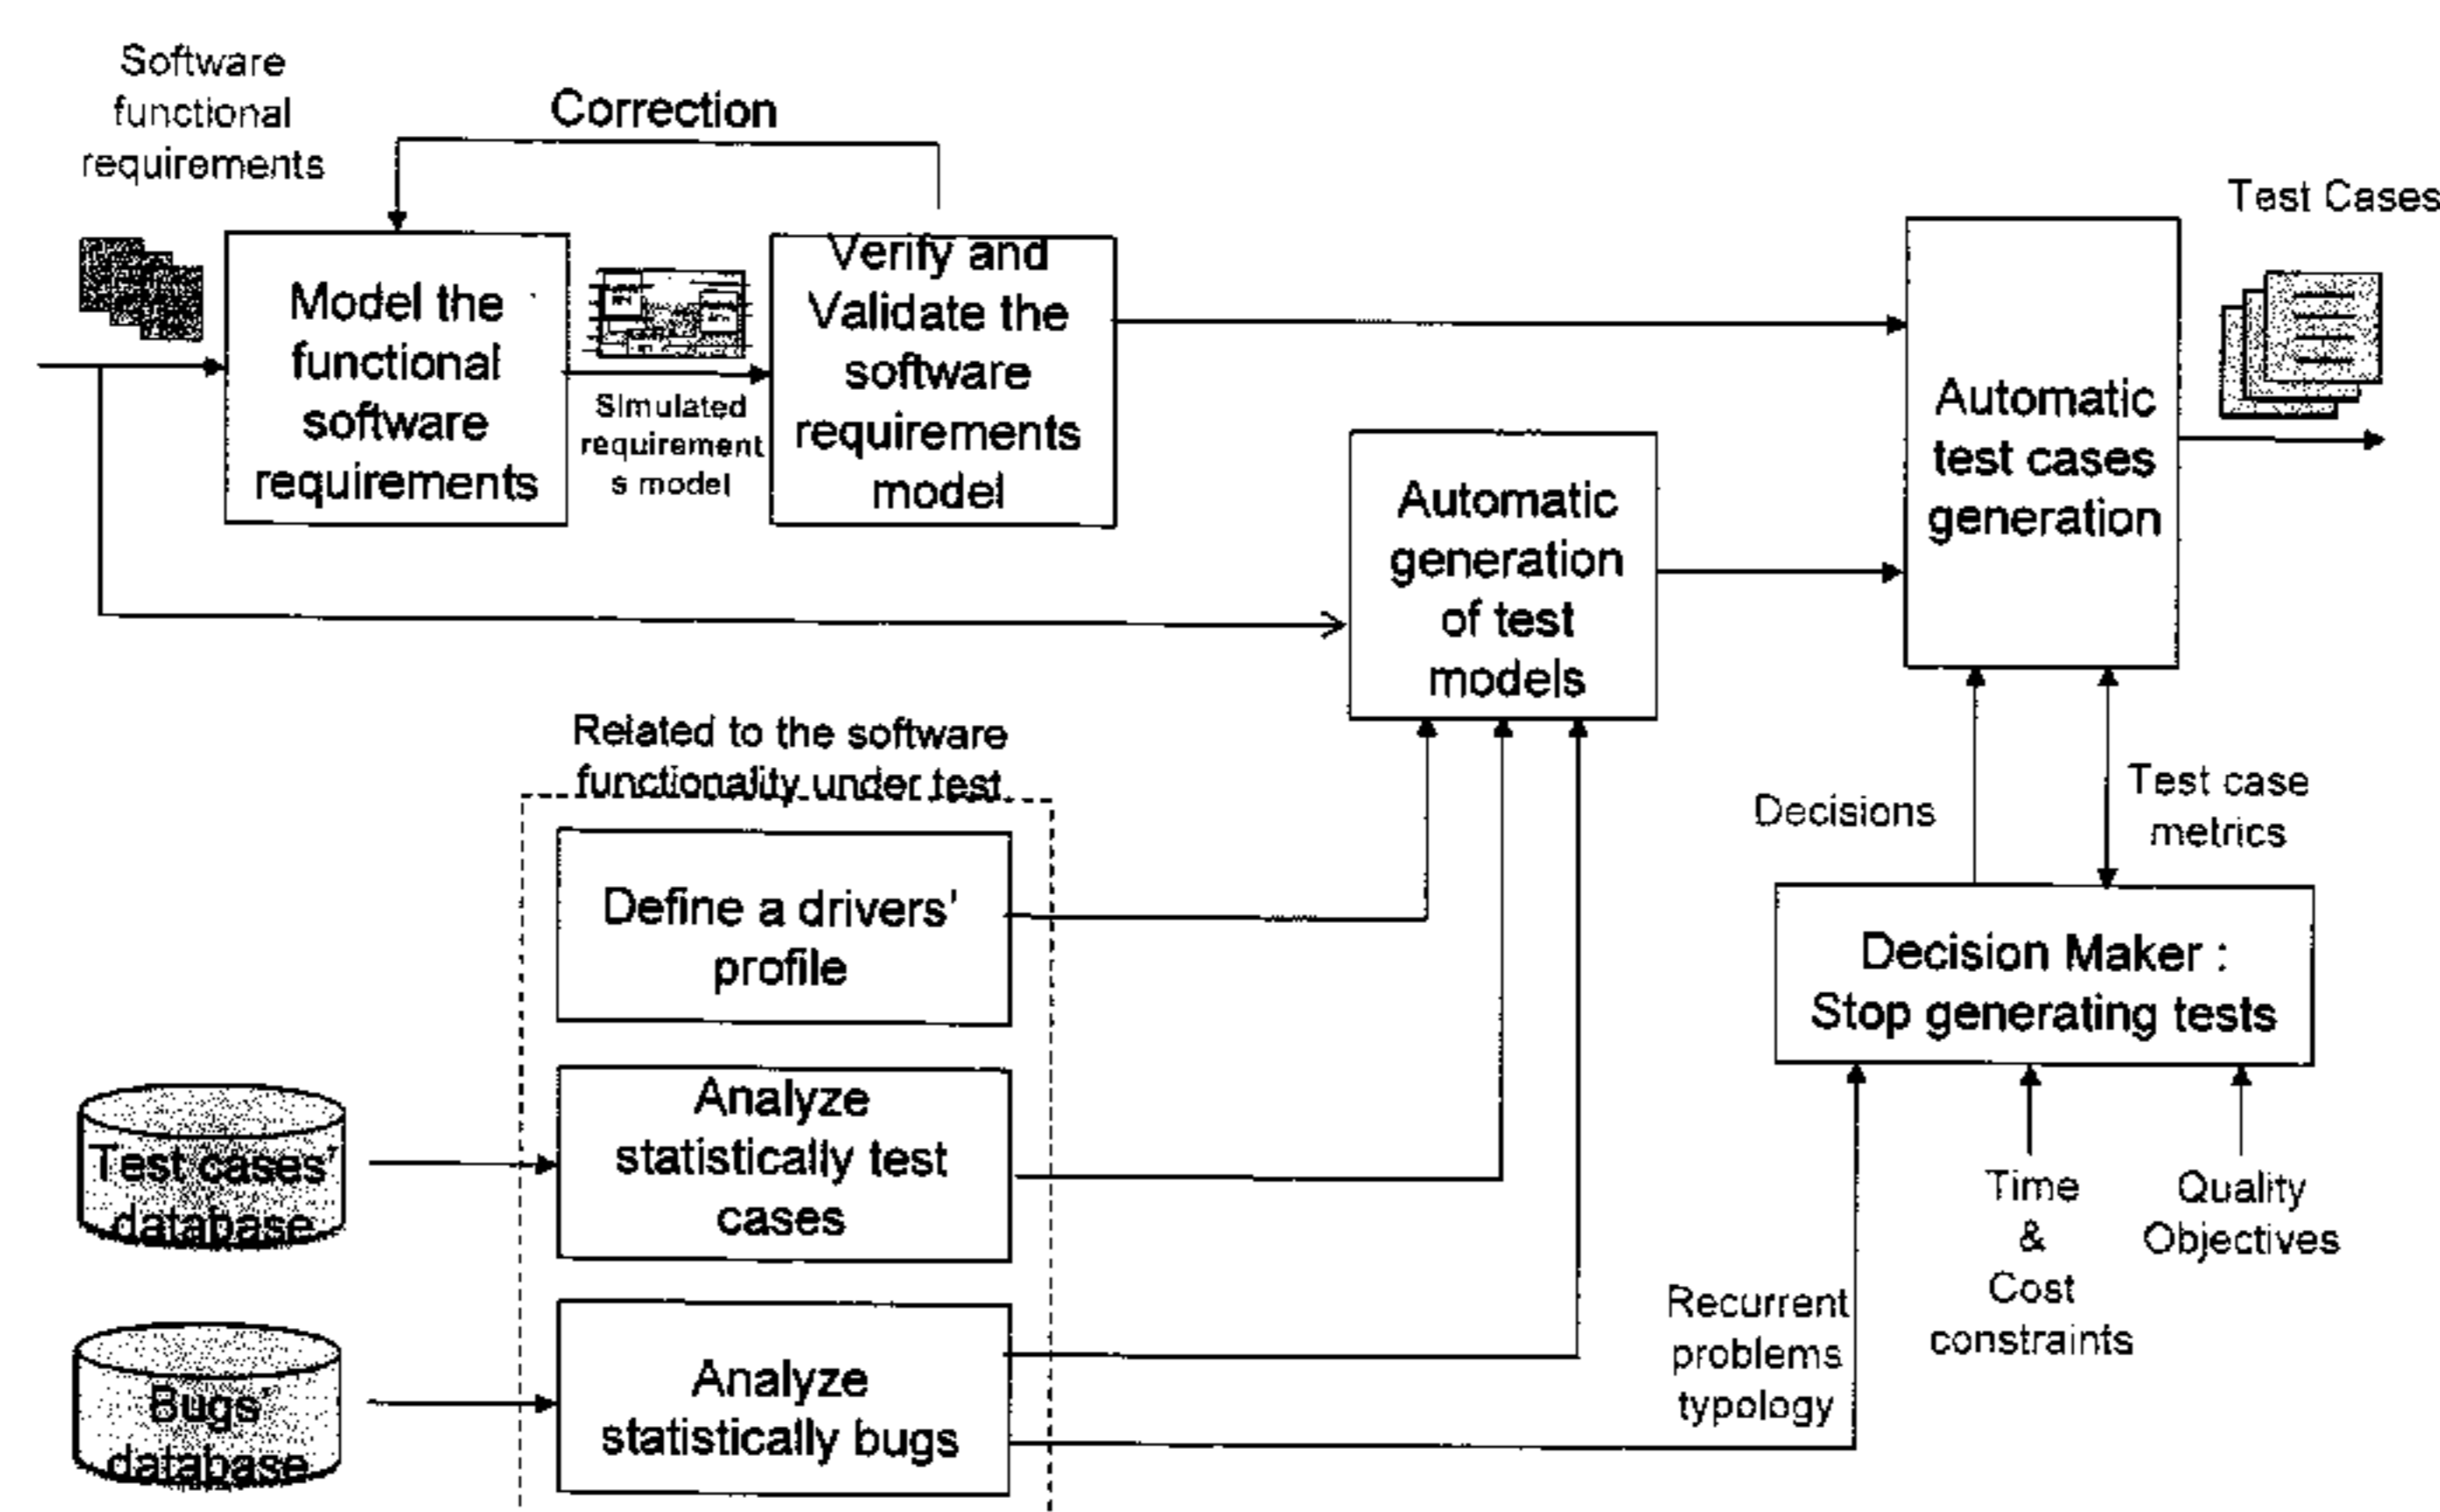 Software
functional
requirements
Correction
Test Cases
Model the
functional
software
requirements
Simulated
requirement
s model
Verify and
Validate the
software
requirements
model
Automatic
generation
of test
models
Automatic
test cases
generation
Related to the software
functionality under test
Decisions
Test case
metrics
Define a drivers'
profile
Decision Maker :
Stop generating tests
Test cases'
database
Analyze
statistically test
cases
Time
&
Cost
constraints
Quality
Objectives
Recurrent
problems
typology
Bugs'
database
Analyze
statistically bugs